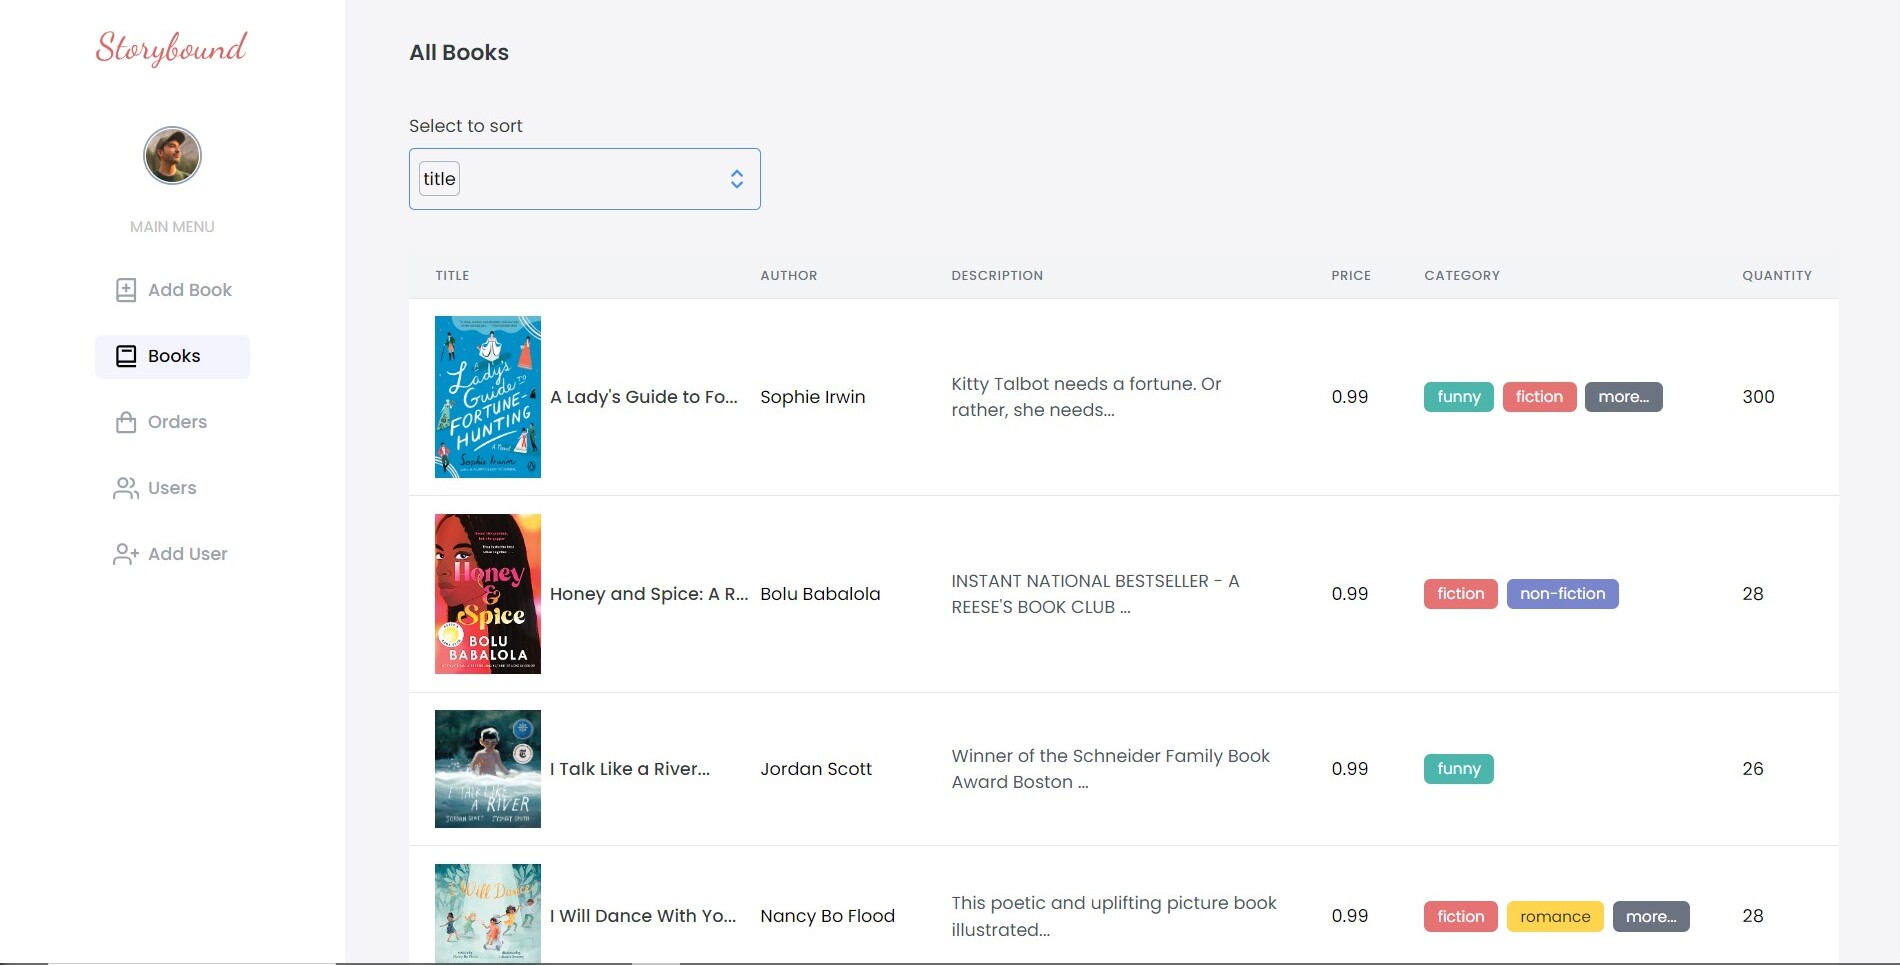 Storybound
MAIN MENU
Add Book
Books
Orders
Users
Add User
All Books
Select to sort
title
TITLE AUTHOR DESCRIPTION PRICE CATEGORY QUANTITY
A Lady's Guide to FORTUNE-HUNTING
A Novel
Sophie Irwin
A Lady's Guide to Fo... Sophie Irwin
Kitty Talbot needs a fortune. Or
rather, she needs...
0.99 funny fiction more... 300
Honey
&
Spice
BOLU
BABALOLA
Honey and Spice: A R... Bolu Babalola
INSTANT NATIONAL BESTSELLER - A
REESE'S BOOK CLUB ...
0.99 fiction non-fiction 28
I TALK LIKE
A RIVER
JORDAN SCOTT SYDNEY SMITH
I Talk Like a River... Jordan Scott
Winner of the Schneider Family Book
Award Boston ...
0.99 funny 26
I Will Dance
I Will Dance With Yo... Nancy Bo Flood
This poetic and uplifting picture book
illustrated...
0.99 fiction romance more... 28